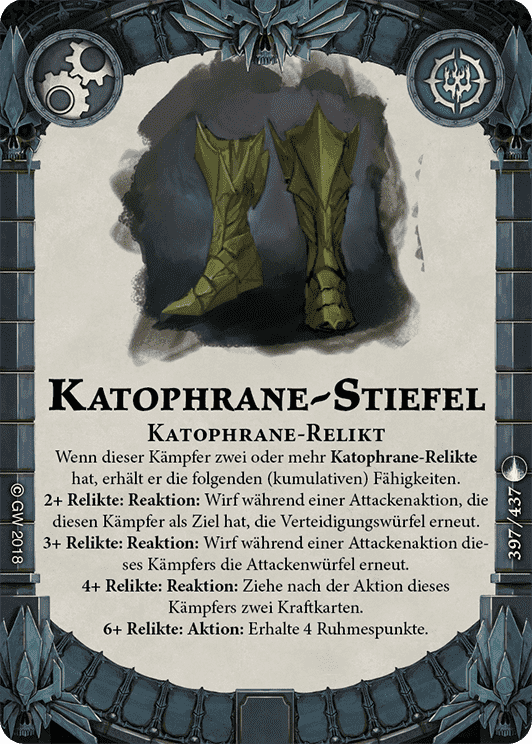 Katophrane~Stiefel
Katophrane-Relikt
Wenn dieser Kämpfer zwei oder mehr Katophrane-Relikte
hat, erhält er die folgenden (kumulativen) Fähigkeiten.
2+ Relikte: Reaktion: Wirf während einer Attackenaktion, die
diesen Kämpfer als Ziel hat, die Verteidigungswürfel erneut.
3+ Relikte: Reaktion: Wirf während einer Attackenaktion die-
ses Kämpfers die Attackenwürfel erneut.
4+ Relikte: Reaktion: Ziehe nach der Aktion dieses
Kämpfers zwei Kraftkarten.
6+ Relikte: Aktion: Erhalte 4 Ruhmespunkte.
©GW 2018
397/437